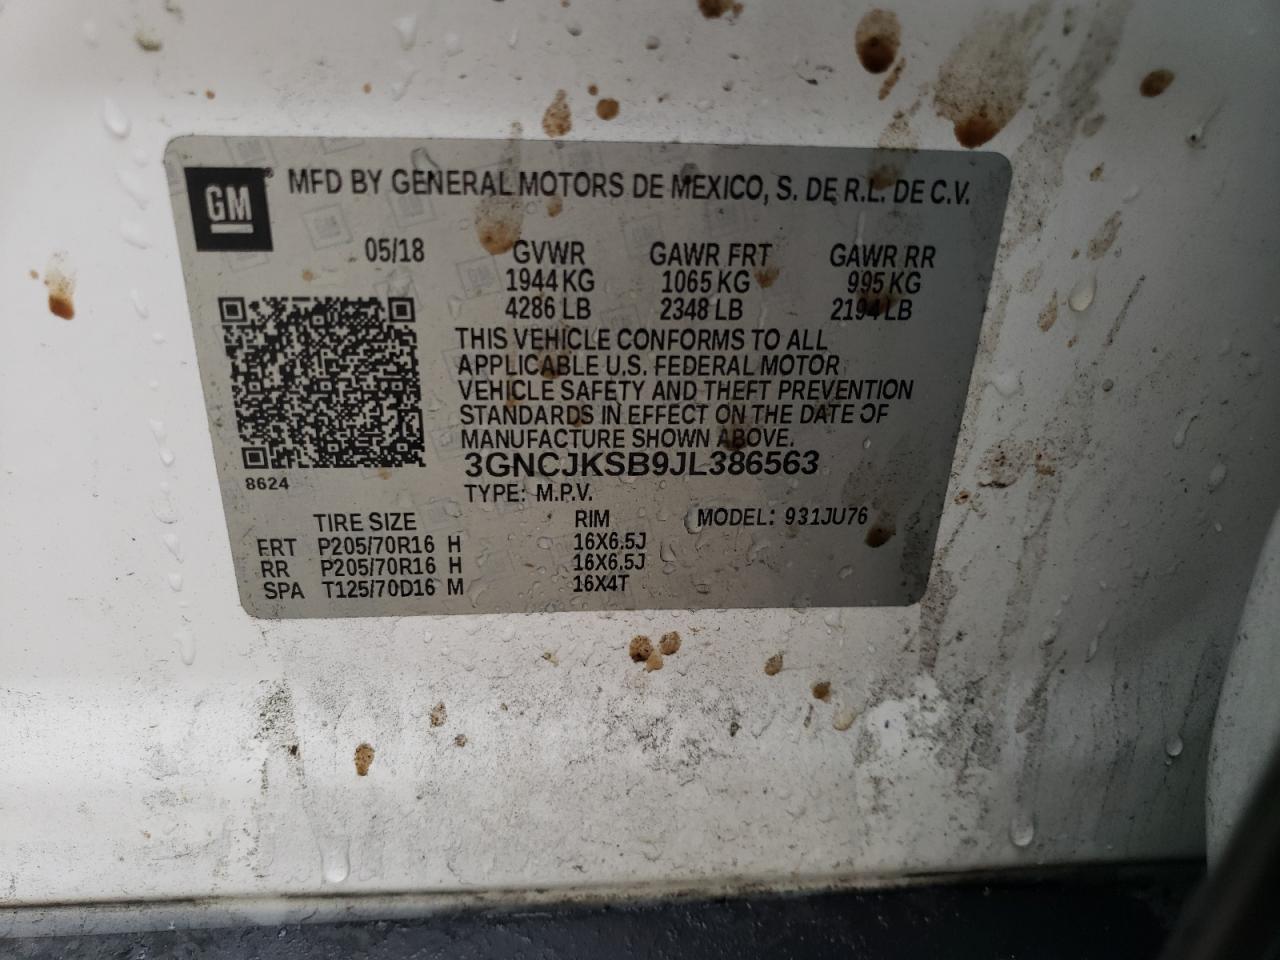 GM ® MFD BY GENERAL MOTORS DE MEXICO, S. DE R.L. DE C.V.
05/18 GVWR GAWR FRT GAWR RR
1944 KG 1065 KG 995 KG
4286 LB 2348 LB 2194 LB
THIS VEHICLE CONFORMS TO ALL
APPLICABLE U.S. FEDERAL MOTOR
VEHICLE SAFETY AND THEFT PREVENTION
STANDARDS IN EFFECT ON THE DATE OF
MANUFACTURE SHOWN ABOVE.
3GNCJKSB9JL386563
8624 TYPE: M.P.V.
TIRE SIZE RIM MODEL: 931JU76
FRT P205/70R16 H 16X6.5J
RR P205/70R16 H 16X6.5J
SPA T125/70D16 M 16X4T